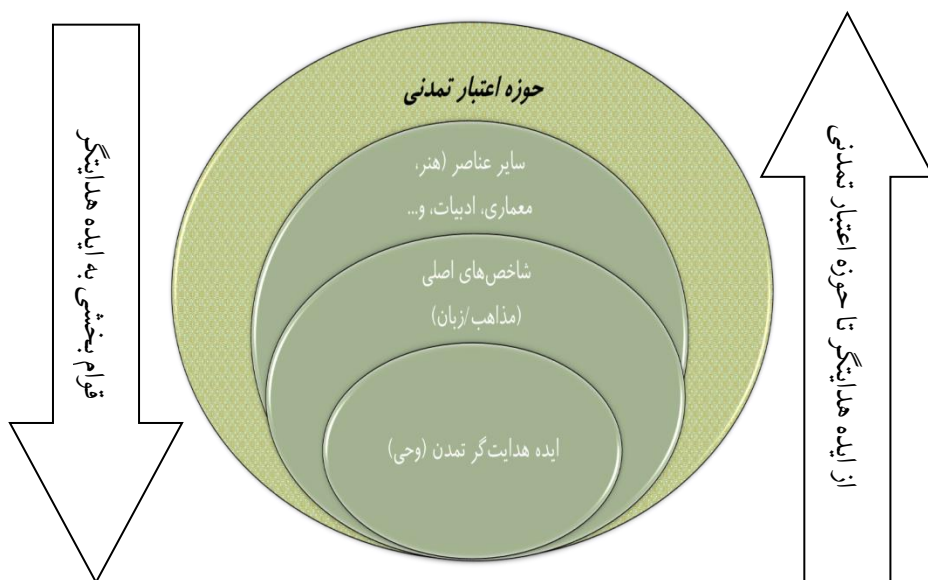 حوزه اعتبار تمدنی
سایر عناصر (هنر،
معماری، ادبیات، و...
شاخص‌های اصلی
(مذاهب/زبان)
ایده هدایت‌گر تمدن (وحی)
از ایده هدایتگر تا حوزه اعتبار تمدنی
قوام بخشی به ایده هدایتگر